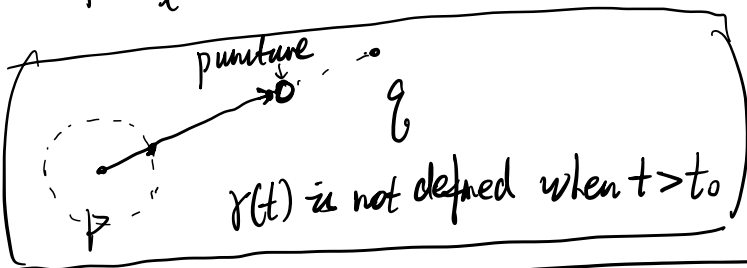 puncture
q
p
γ(t) is not defined when t>t₀